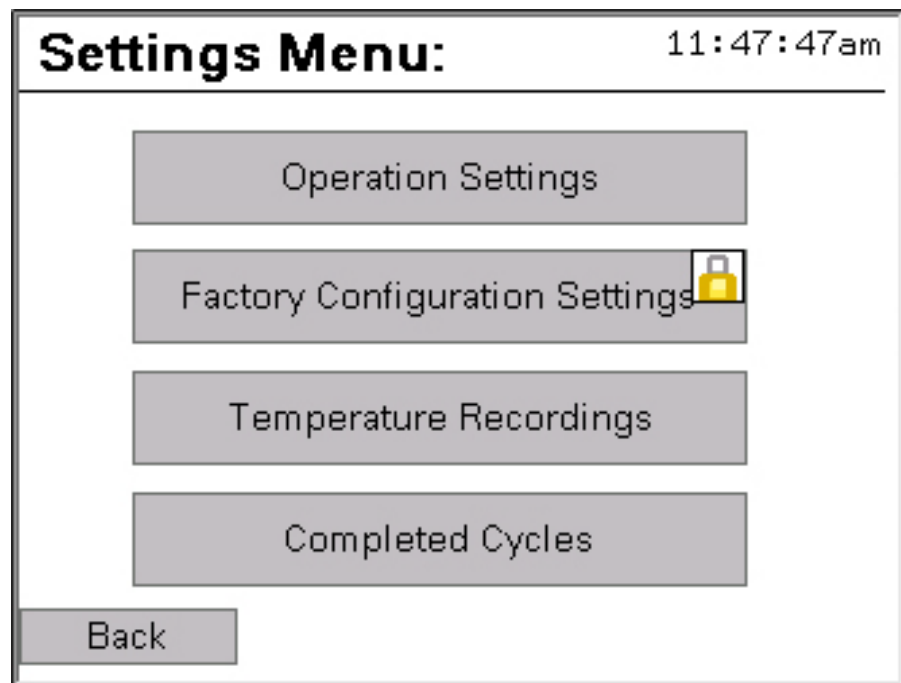 Settings Menu:
11:47:47am
Operation Settings
Factory Configuration Settings
Temperature Recordings
Completed Cycles
Back